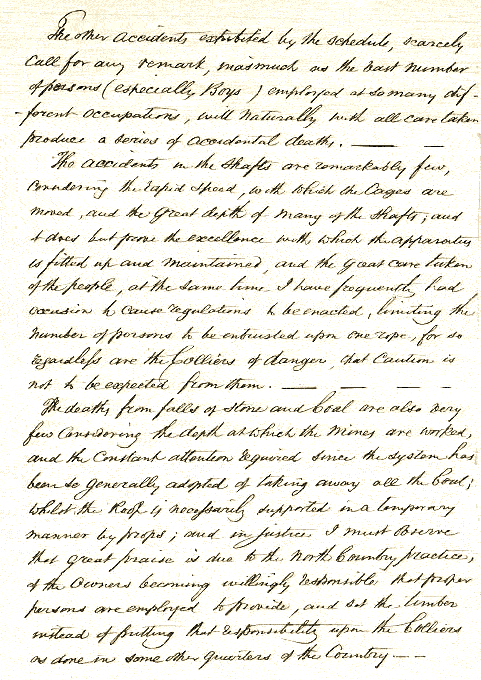 The other accidents exhibited by the schedule, scarcely
Call for any remark, inasmuch as the vast number
of persons (especially Boys) employed at so many dif-
-ferent occupations, will naturally with all care taken
produce a series of accidental deaths. — — —
The accidents in the Shafts are remarkably few,
considering the rapid speed, with which the Cages are
moved, and the great depth of many of the Shafts; and
it does but prove the excellence with which the apparatus
is fitted up and maintained, and the great care taken
of the people, at the same time I have frequently had
occasion to cause regulations to be enacted, limiting the
number of persons to be entrusted upon one rope, for so
regardless are the Colliers of danger, that Caution is
not to be expected from them. — — — —
The deaths from falls of Stone and Coal are also very
few Considering the depth at which the Mines are worked,
and the Constant attention required since the system has
been so generally adopted of taking away all the Coal;
whilst the Roof is necessarily supported in a temporary
manner by props; and in justice I must observe
that great praise is due to the North Country practice,
of the Owners becoming willingly responsible that proper
persons are employed to provide, and set the timber
instead of putting that responsibility upon the Colliers
as done in some other quarters of the Country — —